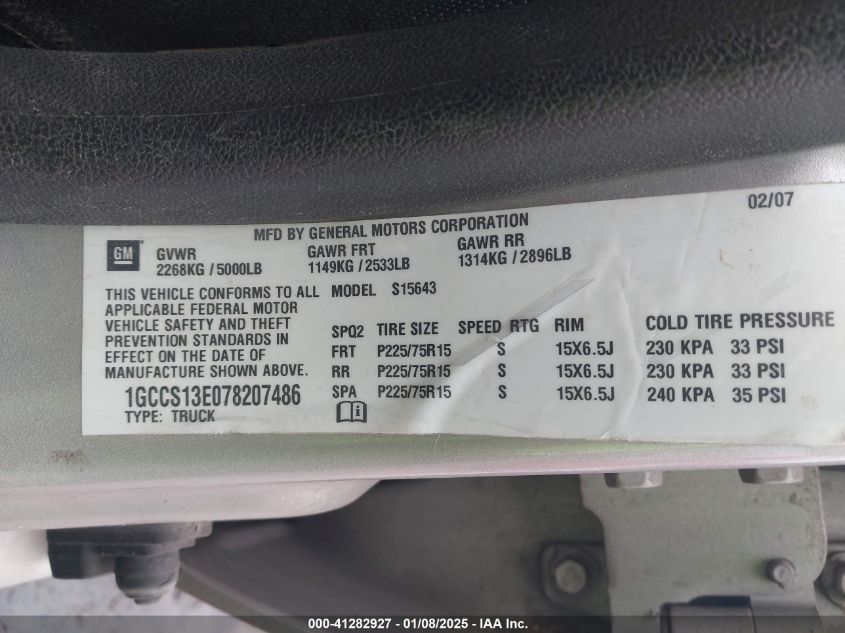 02/07
MFD BY GENERAL MOTORS CORPORATION
GM
GVWR GAWR FRT GAWR RR
2268KG / 5000LB 1149KG / 2533LB 1314KG / 2896LB
THIS VEHICLE CONFORMS TO ALL
APPLICABLE FEDERAL MOTOR
VEHICLE SAFETY AND THEFT
PREVENTION STANDARDS IN
EFFECT ON THE DATE OF
MANUFACTURE SHOWN ABOVE.
1GCCS13E078207486
TYPE: TRUCK
MODEL S15643
SPQ2 TIRE SIZE SPEED RTG RIM COLD TIRE PRESSURE
FRT P225/75R15 S 15X6.5J 230 KPA 33 PSI
RR P225/75R15 S 15X6.5J 230 KPA 33 PSI
SPA P225/75R15 S 15X6.5J 240 KPA 35 PSI
000-41282927 - 01/08/2025 - IAA Inc.